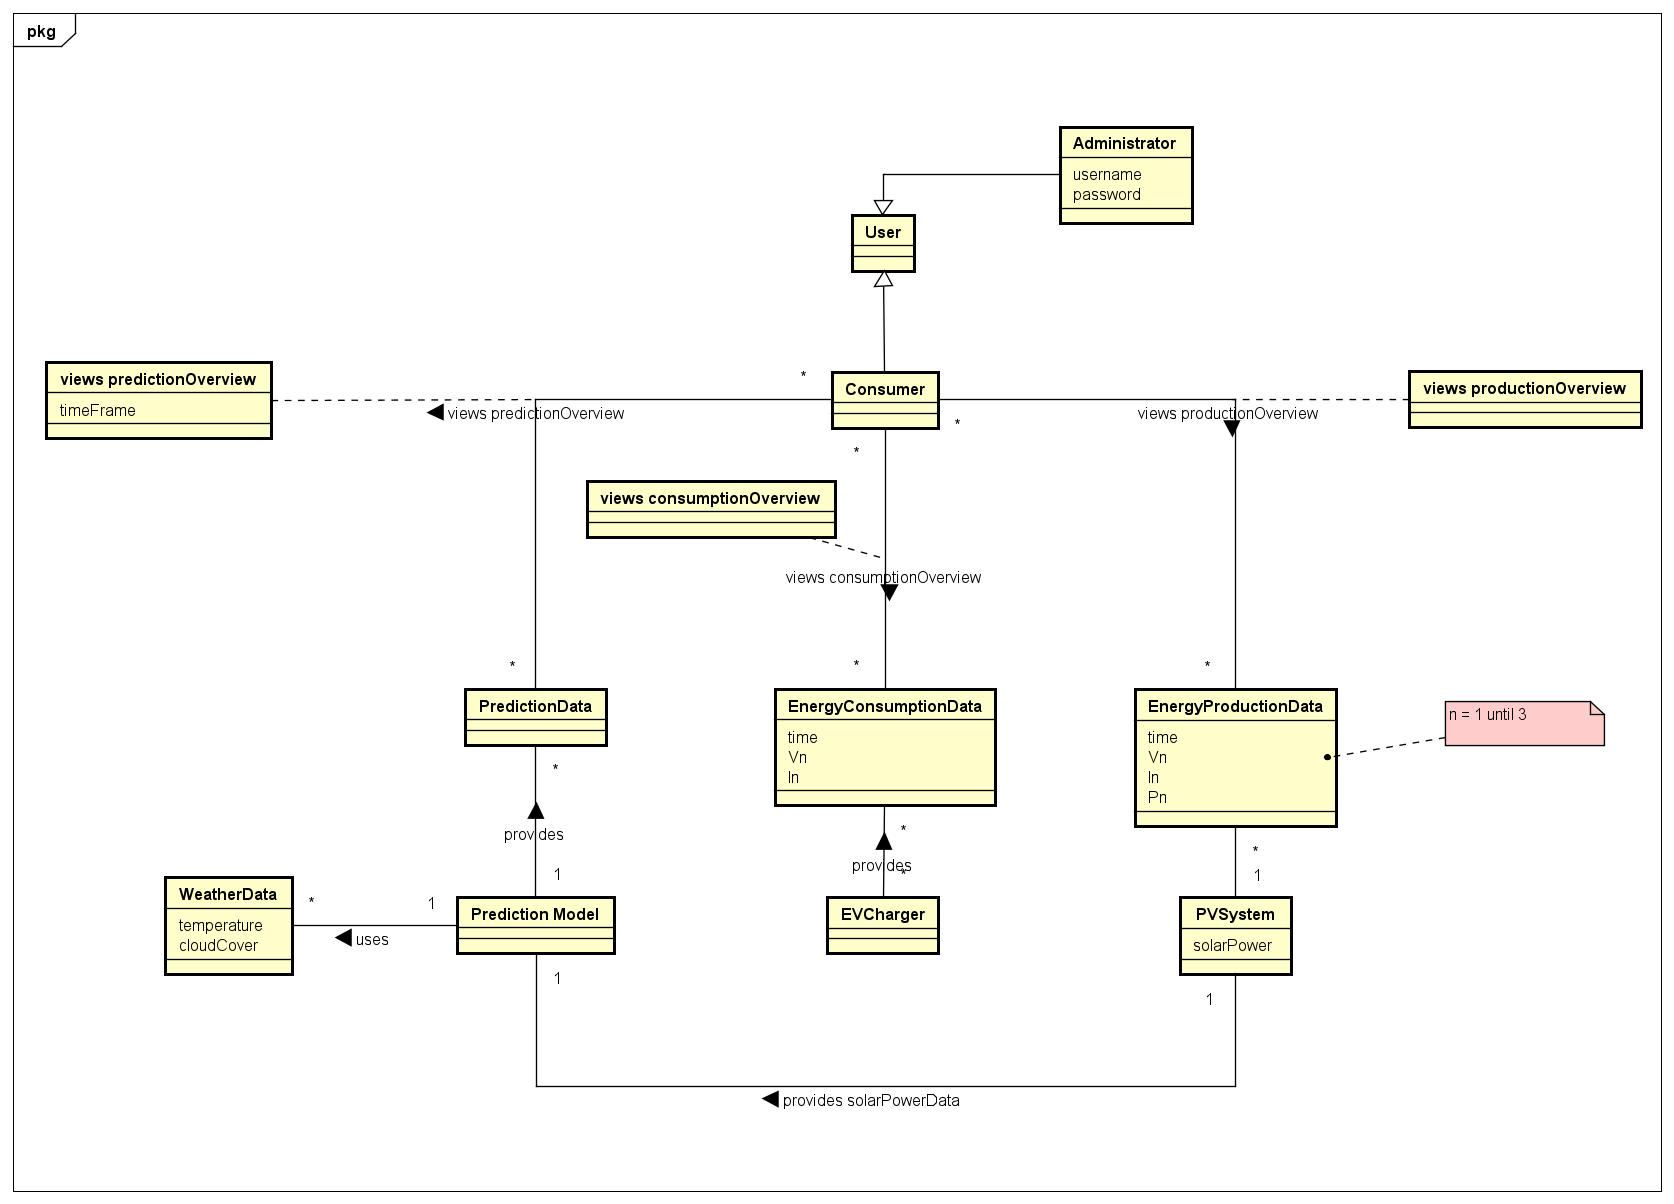 pkg
Administrator
username
password
User
views predictionOverview
timeFrame
*
Consumer
views productionOverview
views predictionOverview
*
views productionOverview
*
views consumptionOverview
views consumptionOverview
*
*
*
PredictionData
EnergyConsumptionData
time
Vn
In
EnergyProductionData
time
Vn
In
Pn
n = 1 until 3
*
provides
1
*
provides
*
*
1
WeatherData
temperature
cloudCover
*
1
uses
Prediction Model
EVCharger
PVSystem
solarPower
1
1
provides solarPowerData